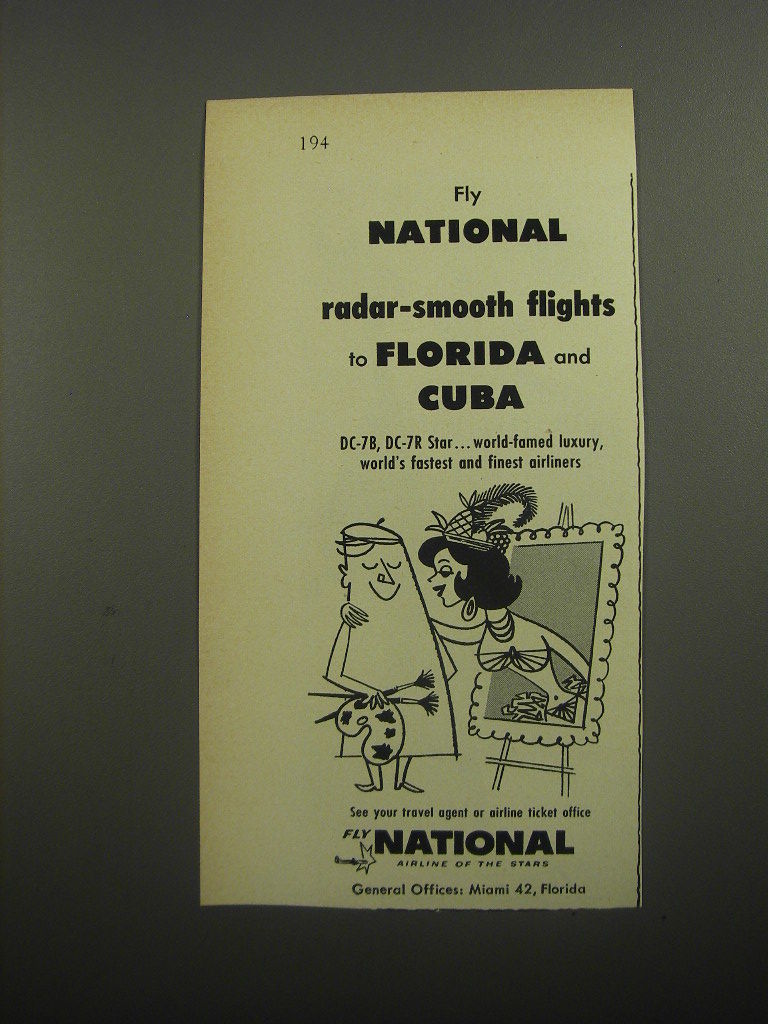 194
Fly
NATIONAL
radar-smooth flights
to FLORIDA and
CUBA
DC-7B, DC-7R Star...world-famed luxury,
world's fastest and finest airliners
See your travel agent or airline ticket office
FLY NATIONAL
AIRLINE OF THE STARS
General Offices: Miami 42, Florida